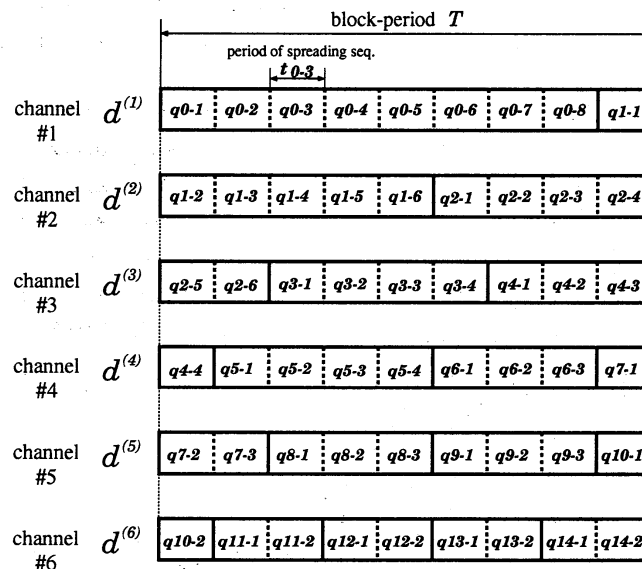 block-period T
period of spreading seq.
t 0-3
channel #1 d^(1) q0-1 q0-2 q0-3 q0-4 q0-5 q0-6 q0-7 q0-8 q1-1
channel #2 d^(2) q1-2 q1-3 q1-4 q1-5 q1-6 q2-1 q2-2 q2-3 q2-4
channel #3 d^(3) q2-5 q2-6 q3-1 q3-2 q3-3 q3-4 q4-1 q4-2 q4-3
channel #4 d^(4) q4-4 q5-1 q5-2 q5-3 q5-4 q6-1 q6-2 q6-3 q7-1
channel #5 d^(5) q7-2 q7-3 q8-1 q8-2 q8-3 q9-1 q9-2 q9-3 q10-1
channel #6 d^(6) q10-2 q11-1 q11-2 q12-1 q12-2 q13-1 q13-2 q14-1 q14-2